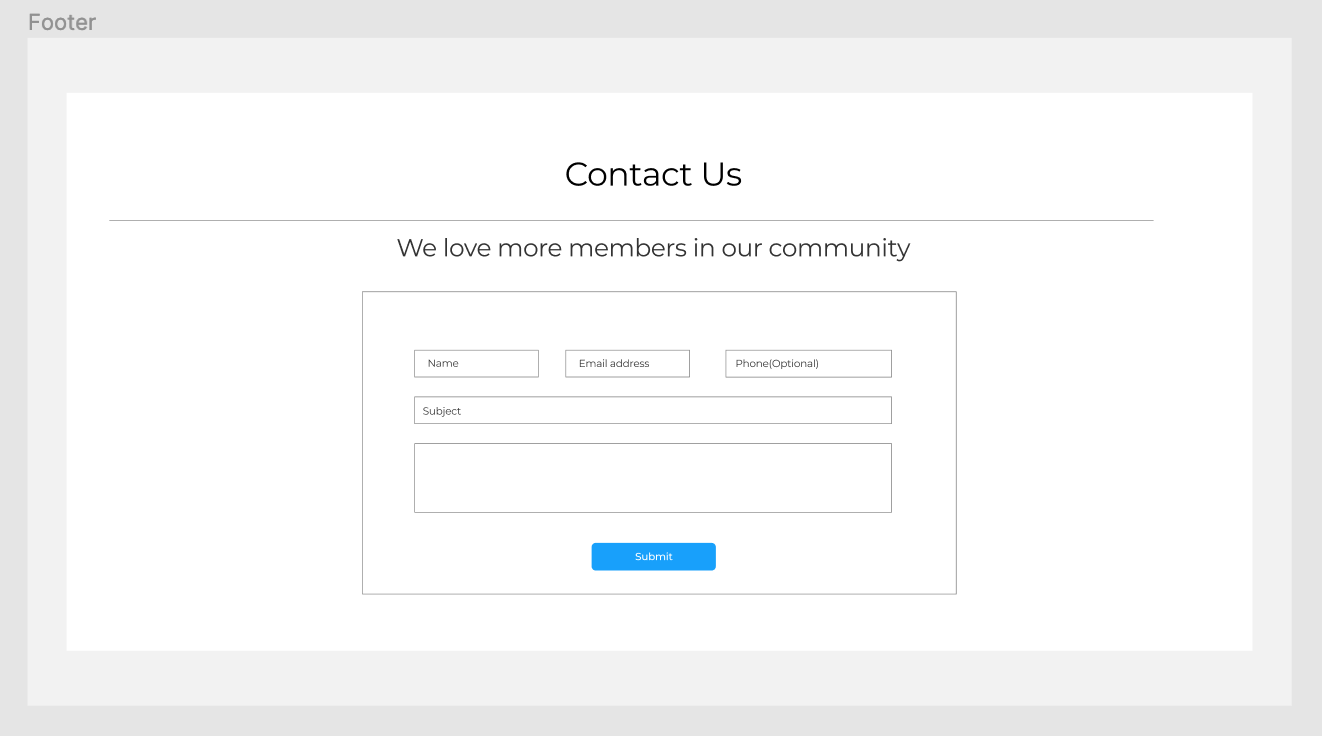 Footer
Contact Us
We love more members in our community
Name
Email address
Phone(Optional)
Subject
Submit